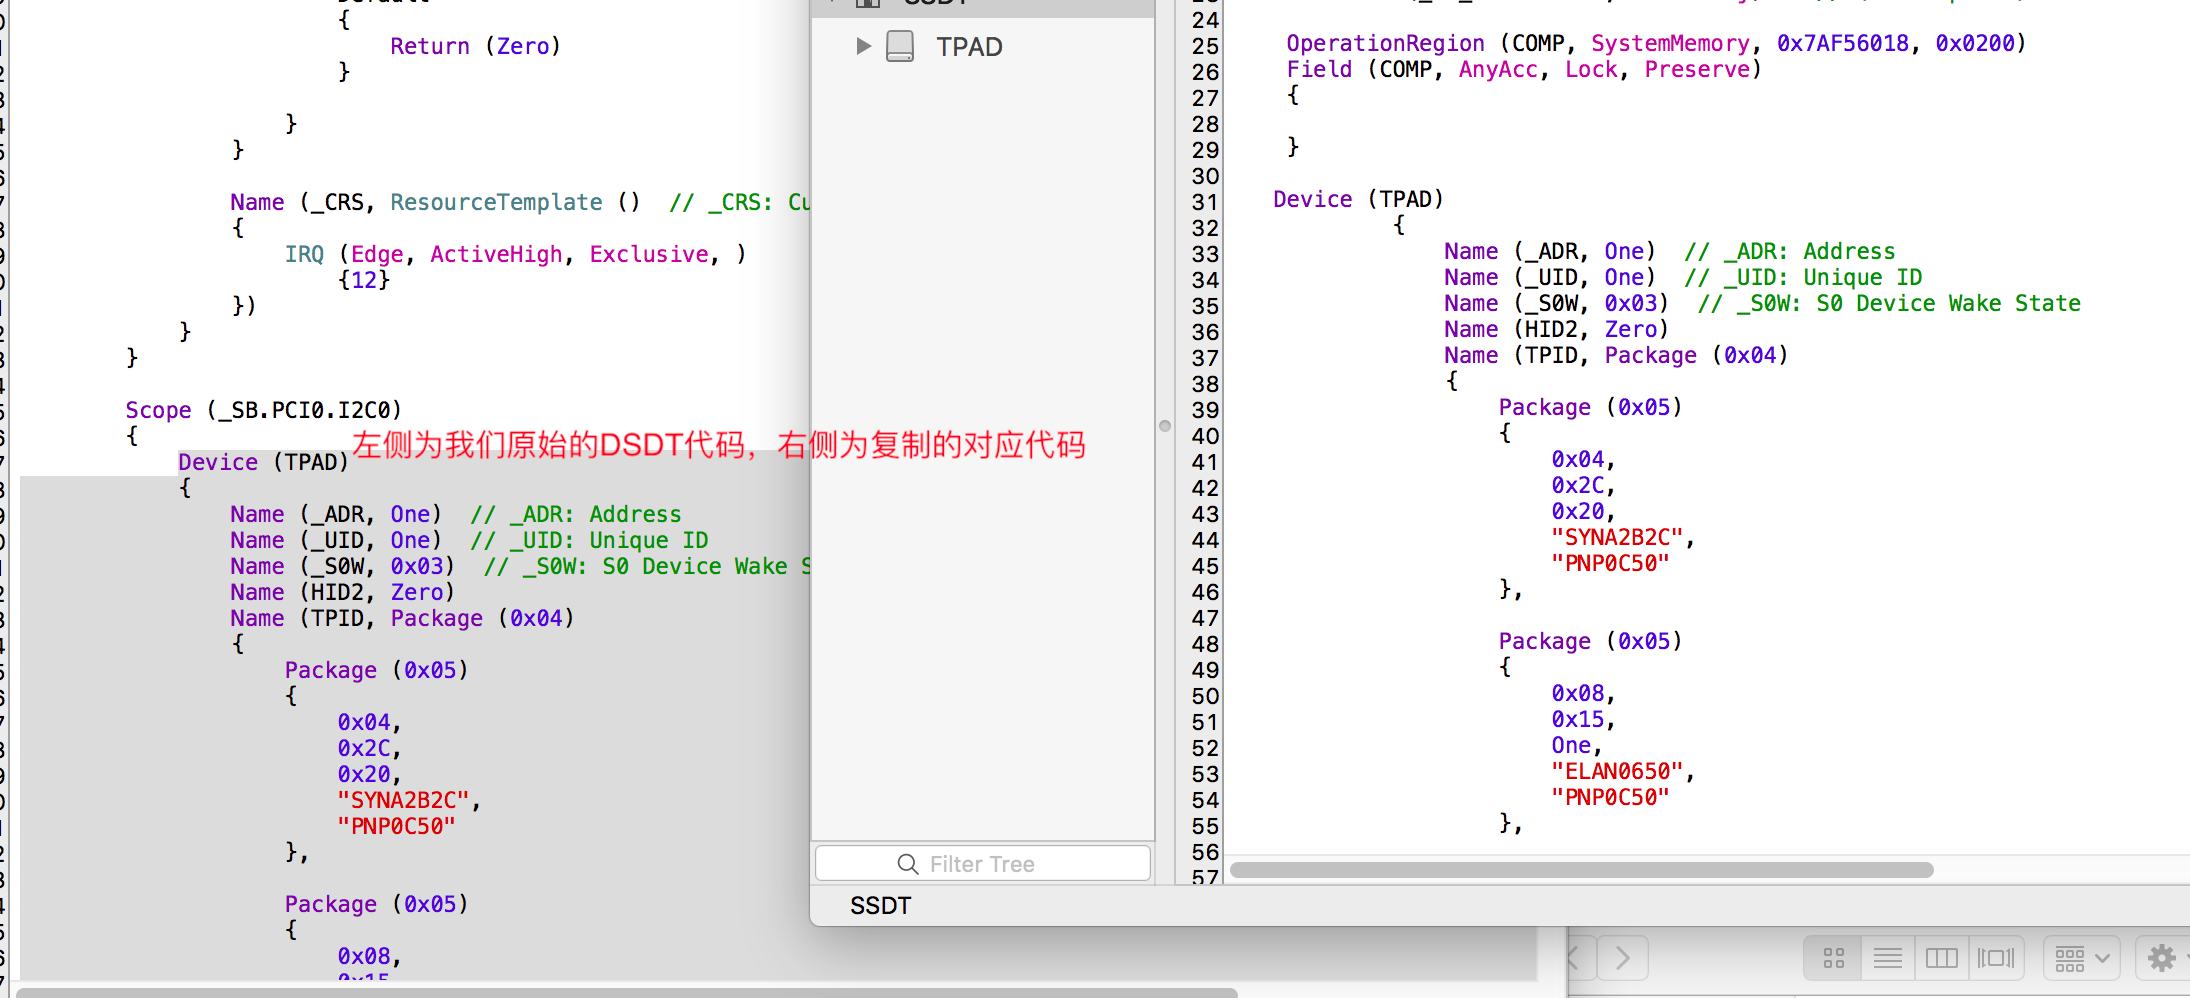 {
Return (Zero)
}
}
}
Name (_CRS, ResourceTemplate ()  // _CRS: Cu
{
IRQ (Edge, ActiveHigh, Exclusive, )
{12}
})
}
}
Scope (_SB.PCI0.I2C0)
{
Device (TPAD)
{
Name (_ADR, One)  // _ADR: Address
Name (_UID, One)  // _UID: Unique ID
Name (_S0W, 0x03)  // _S0W: S0 Device Wake S
Name (HID2, Zero)
Name (TPID, Package (0x04)
{
Package (0x05)
{
0x04,
0x2C,
0x20,
"SYNA2B2C",
"PNP0C50"
},
Package (0x05)
{
0x08,
0x15,
左侧为我们原始的DSDT代码，右侧为复制的对应代码
SSDT
TPAD
Filter Tree
SSDT
24
25 OperationRegion (COMP, SystemMemory, 0x7AF56018, 0x0200)
26 Field (COMP, AnyAcc, Lock, Preserve)
27 {
28
29 }
30
31 Device (TPAD)
32 {
33 Name (_ADR, One)  // _ADR: Address
34 Name (_UID, One)  // _UID: Unique ID
35 Name (_S0W, 0x03)  // _S0W: S0 Device Wake State
36 Name (HID2, Zero)
37 Name (TPID, Package (0x04)
38 {
39 Package (0x05)
40 {
41 0x04,
42 0x2C,
43 0x20,
44 "SYNA2B2C",
45 "PNP0C50"
46 },
47
48 Package (0x05)
49 {
50 0x08,
51 0x15,
52 One,
53 "ELAN0650",
54 "PNP0C50"
55 },
56
57